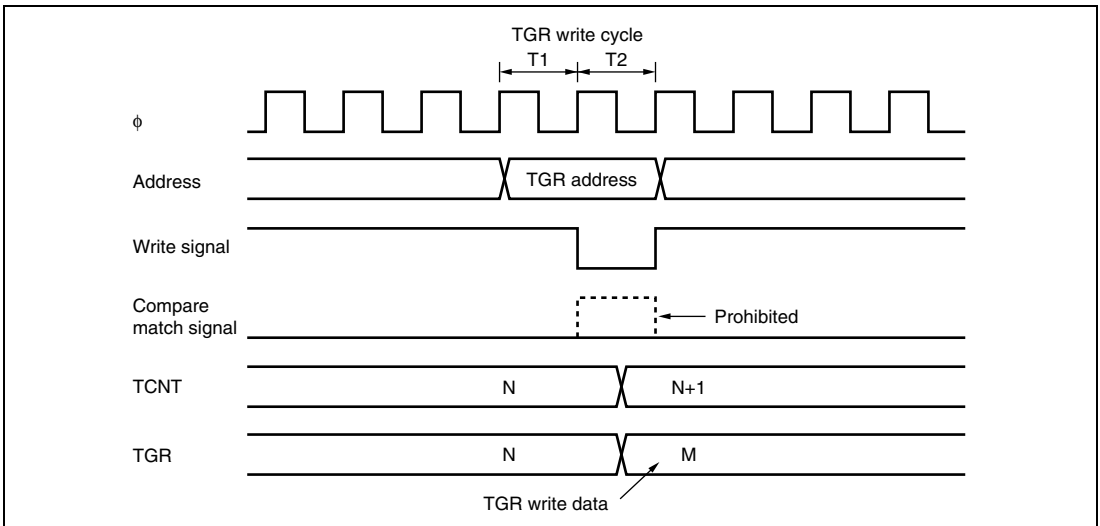 TGR write cycle
T1 T2
ϕ
Address TGR address
Write signal
Compare
match signal Prohibited
TCNT N N+1
TGR N M
TGR write data